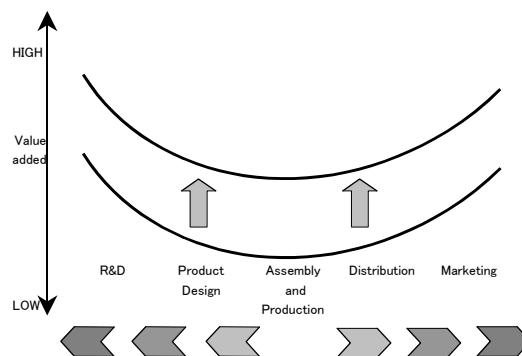 HIGH
Value
added
R&D
Product
Design
Assembly
and
Production
Distribution
Marketing
LOW